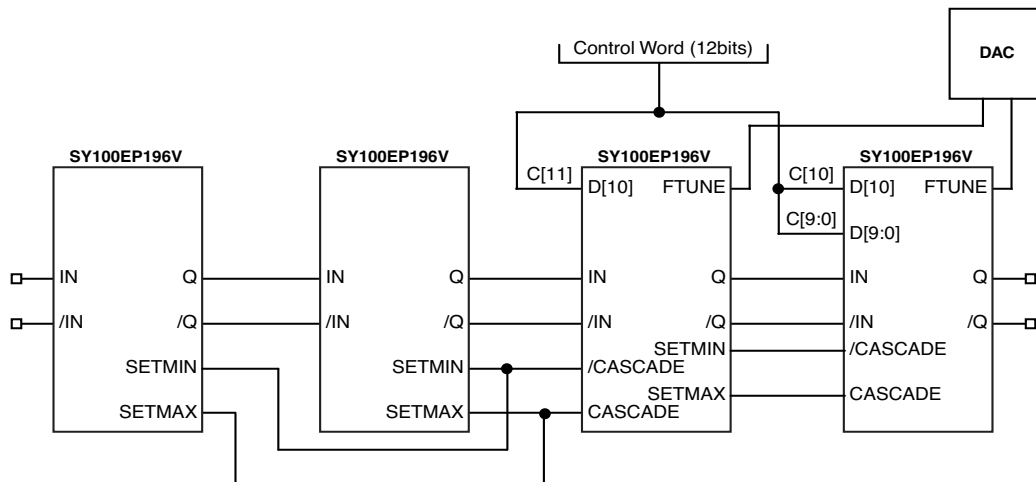 Control Word (12bits)
DAC
SY100EP196V
SY100EP196V
SY100EP196V
SY100EP196V
C[11]
D[10]
FTUNE
C[10]
D[10]
FTUNE
C[9:0]
D[9:0]
IN
Q
IN
Q
IN
Q
IN
Q
/IN
/Q
/IN
/Q
/IN
/Q
/IN
/Q
SETMIN
/CASCADE
SETMIN
SETMIN
/CASCADE
SETMAX
CASCADE
SETMAX
SETMAX
CASCADE